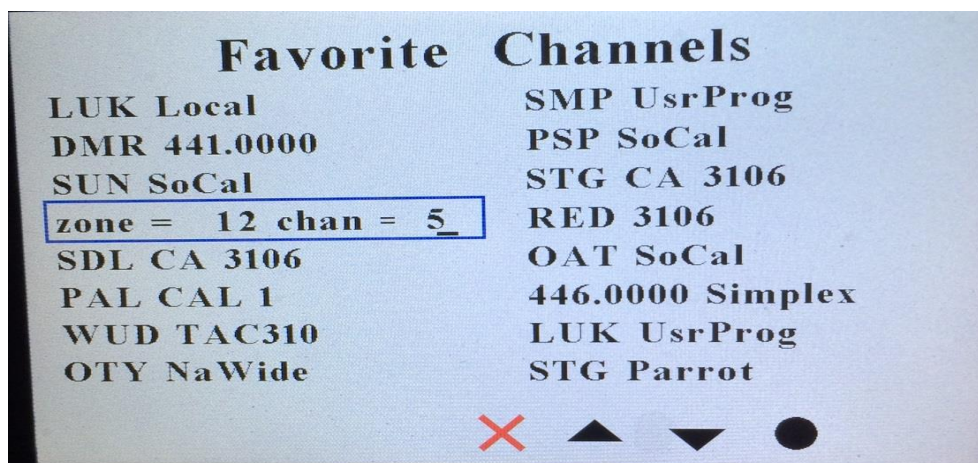 Favorite Channels
LUK Local
DMR 441.0000
SUN SoCal
zone = 12 chan = 5_
SDL CA 3106
PAL CAL 1
WUD TAC310
OTY NaWide
SMP UsrProg
PSP SoCal
STG CA 3106
RED 3106
OAT SoCal
446.0000 Simplex
LUK UsrProg
STG Parrot